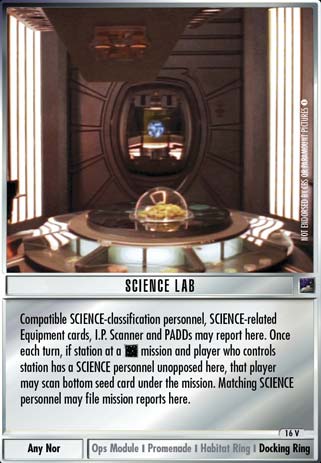 NOT ENDORSED BY CBS OR PARAMOUNT PICTURES
SCIENCE LAB
Compatible SCIENCE-classification personnel, SCIENCE-related
Equipment cards, I.P. Scanner and PADDs may report here. Once
each turn, if station at a mission and player who controls
station has a SCIENCE personnel unopposed here, that player
may scan bottom seed card under the mission. Matching SCIENCE
personnel may file mission reports here.
16 V
Any Nor
Ops Module I Promenade I Habitat Ring I Docking Ring